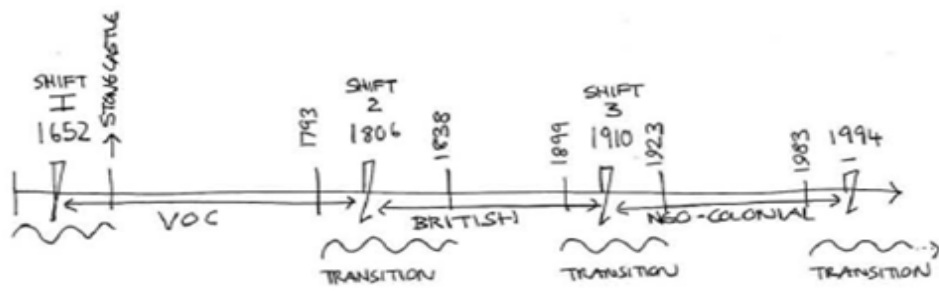 SHIFT
I
1652
→ STONE CASTLE
1793
SHIFT
2
1806
1838
1899
SHIFT
3
1910
1923
1983
1994
VOC
BRITISH
NEO-COLONIAL
TRANSITION
TRANSITION
TRANSITION